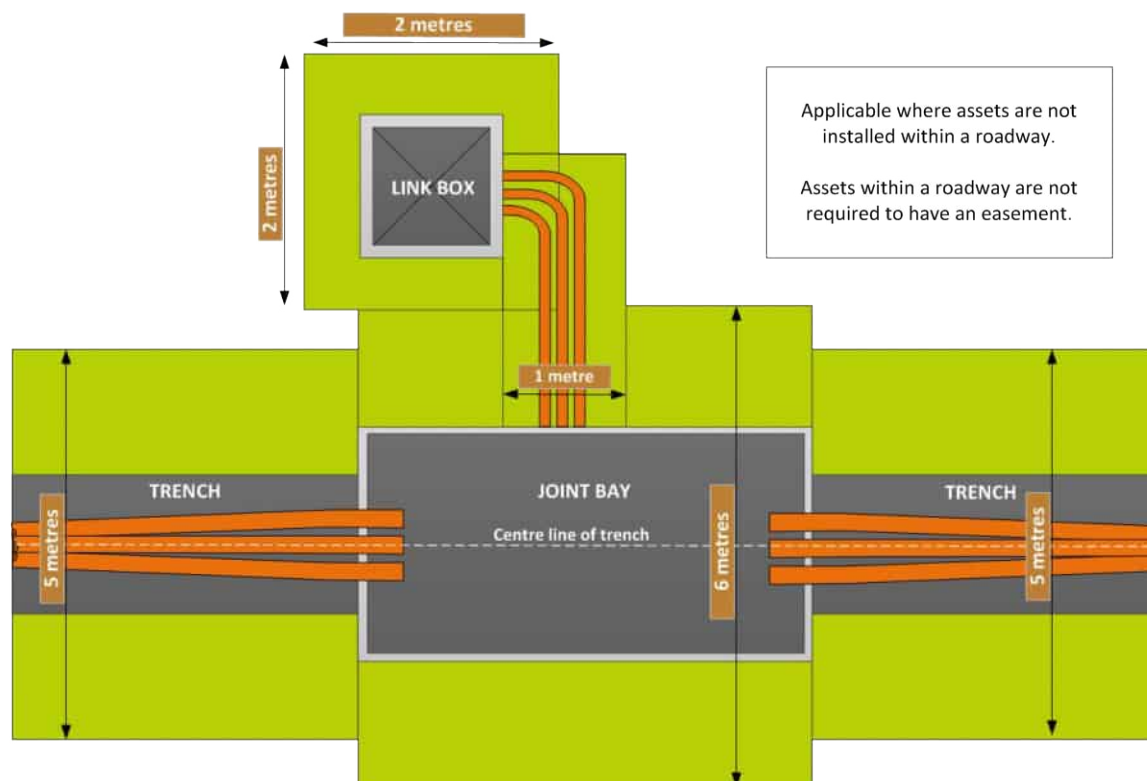 2 metres
Applicable where assets are not
installed within a roadway.
Assets within a roadway are not
required to have an easement.
2 metres
LINK BOX
1 metre
TRENCH
JOINT BAY
TRENCH
Centre line of trench
5 metres
6 metres
5 metres